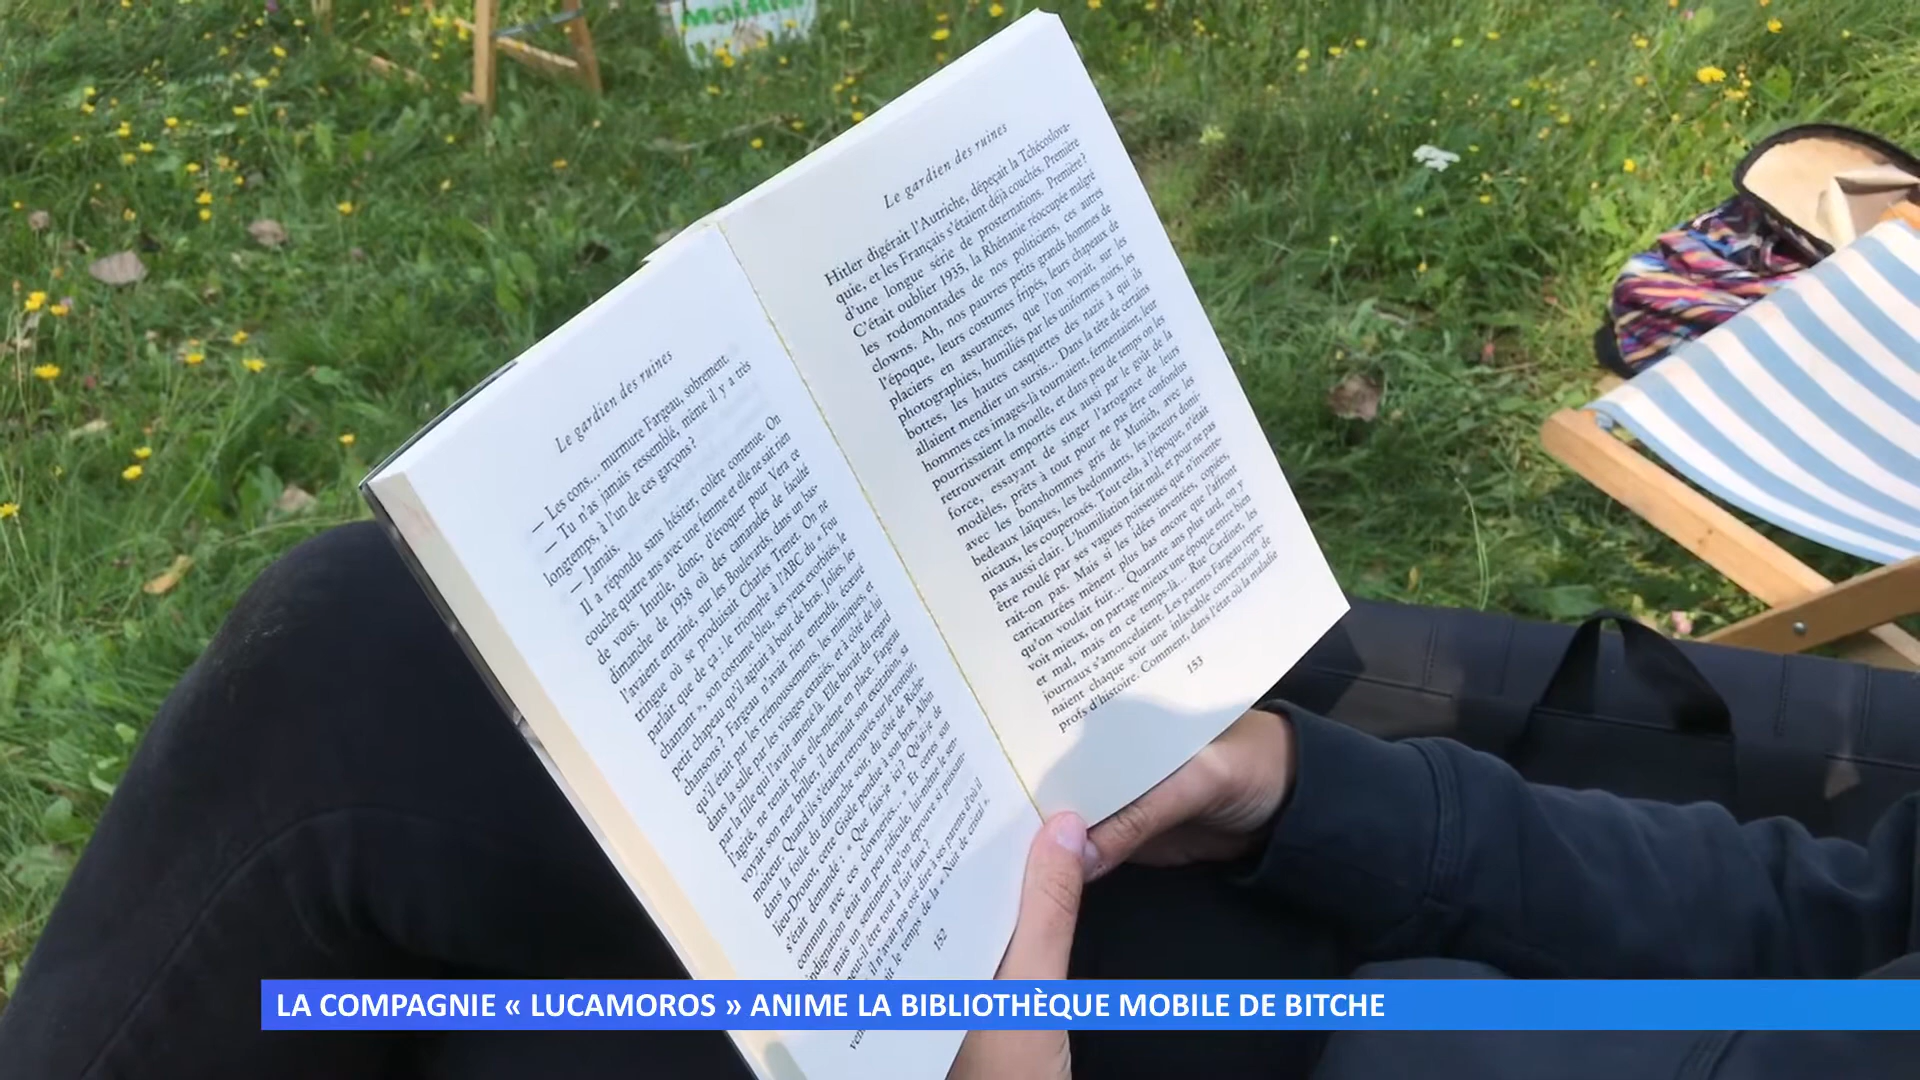 Le gardien des ruines
— Les cons... murmure Fargeau, sobrement.
— Tu n'as jamais ressemblé, même il y a très
longtemps, à l'un de ces garçons ?
— Jamais.
Il a répondu sans hésiter, colère contenue. On
couche quatre ans avec une femme et elle ne sait rien
de vous. Inutile, donc, d'évoquer pour Vera ce
dimanche de 1938 où des camarades de faculté
l'avaient entraîné, sur les Boulevards, dans un bas-
tringue où se produisait Charles Trenet. On ne
parlait que de ça : le triomphe à l'ABC du « Fou
chantant », son costume bleu, ses yeux exorbités, le
petit chapeau qu'il agitait à bout de bras. Jolies, les
chansons ? Fargeau n'avait rien entendu, écœuré
qu'il était par les trémoussements, les mimiques, et
dans la salle par les visages extasiés, et à côté de lui
par la fille qui l'avait amené là. Elle buvait du regard
l'agité, ne tenait plus elle-même en place. Fargeau
voyait son nez briller, il devinait son excitation, sa
moiteur. Quand ils s'étaient retrouvés sur le trottoir,
dans la foule du dimanche soir, du côté de Riche-
lieu-Drouot, cette Gisèle pendue à son bras, Albin
s'était demandé : « Que fais-je ici ? Qu'ai-je de
commun avec ces clowneries... » Et certes son
indignation était un peu ridicule, lui-même le sen-
mais un sentiment qu'on éprouve si puissam-
peut-il être tout à fait faux ?
il n'avait pas osé dire à ses parents d'où il
le temps de la « Nuit de cristal ».
152
Le gardien des ruines
Hitler digérait l'Autriche, dépeçait la Tchécoslova-
quie, et les Français s'étaient déjà couchés. Première
d'une longue série de prosternations. Première ?
C'était oublier 1935, la Rhénanie réoccupée malgré
les rodomontades de nos politiciens, ces autres
clowns. Ah, nos pauvres petits grands hommes de
l'époque, leurs costumes fripés, leurs chapeaux de
placiers en assurances, que l'on voyait, sur les
photographies, humiliés par les uniformes noirs, les
bottes, les hautes casquettes des nazis à qui ils
allaient mendier un sursis... Dans la tête de certains
hommes ces images-là tournaient, fermentaient, leur
pourrissaient la moelle, et dans peu de temps on les
retrouverait emportés eux aussi par le goût de la
force, essayant de singer l'arrogance de leurs
modèles, prêts à tout pour ne pas être confondus
avec les bonshommes gris de Munich, avec les
bedeaux laïques, les bedonnants, les jacteurs domi-
nicaux, les couperosés. Tout cela, à l'époque, n'était
pas aussi clair. L'humiliation fait mal, et pour ne pas
être roulé par ses vagues poisseuses que n'invente-
rait-on pas. Mais si les idées inventées, copiées,
caricaturées mènent plus bas encore que l'affront
qu'on voulait fuir... Quarante ans plus tard, on y
voit mieux, on partage mieux une époque entre bien
et mal, mais en ce temps-là... Rue Cardinet, les
journaux s'amoncelaient. Les parents Fargeau repre-
naient chaque soir une inlassable conversation de
profs d'histoire. Comment, dans l'état où la maladie
153
LA COMPAGNIE « LUCAMOROS » ANIME LA BIBLIOTHÈQUE MOBILE DE BITCHE